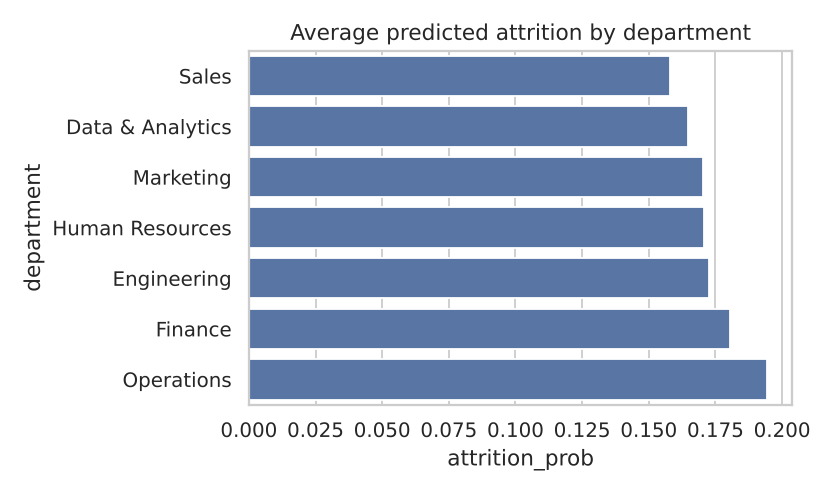 Average predicted attrition by department
department
Sales
Data & Analytics
Marketing
Human Resources
Engineering
Finance
Operations
0.000 0.025 0.050 0.075 0.100 0.125 0.150 0.175 0.200
attrition_prob